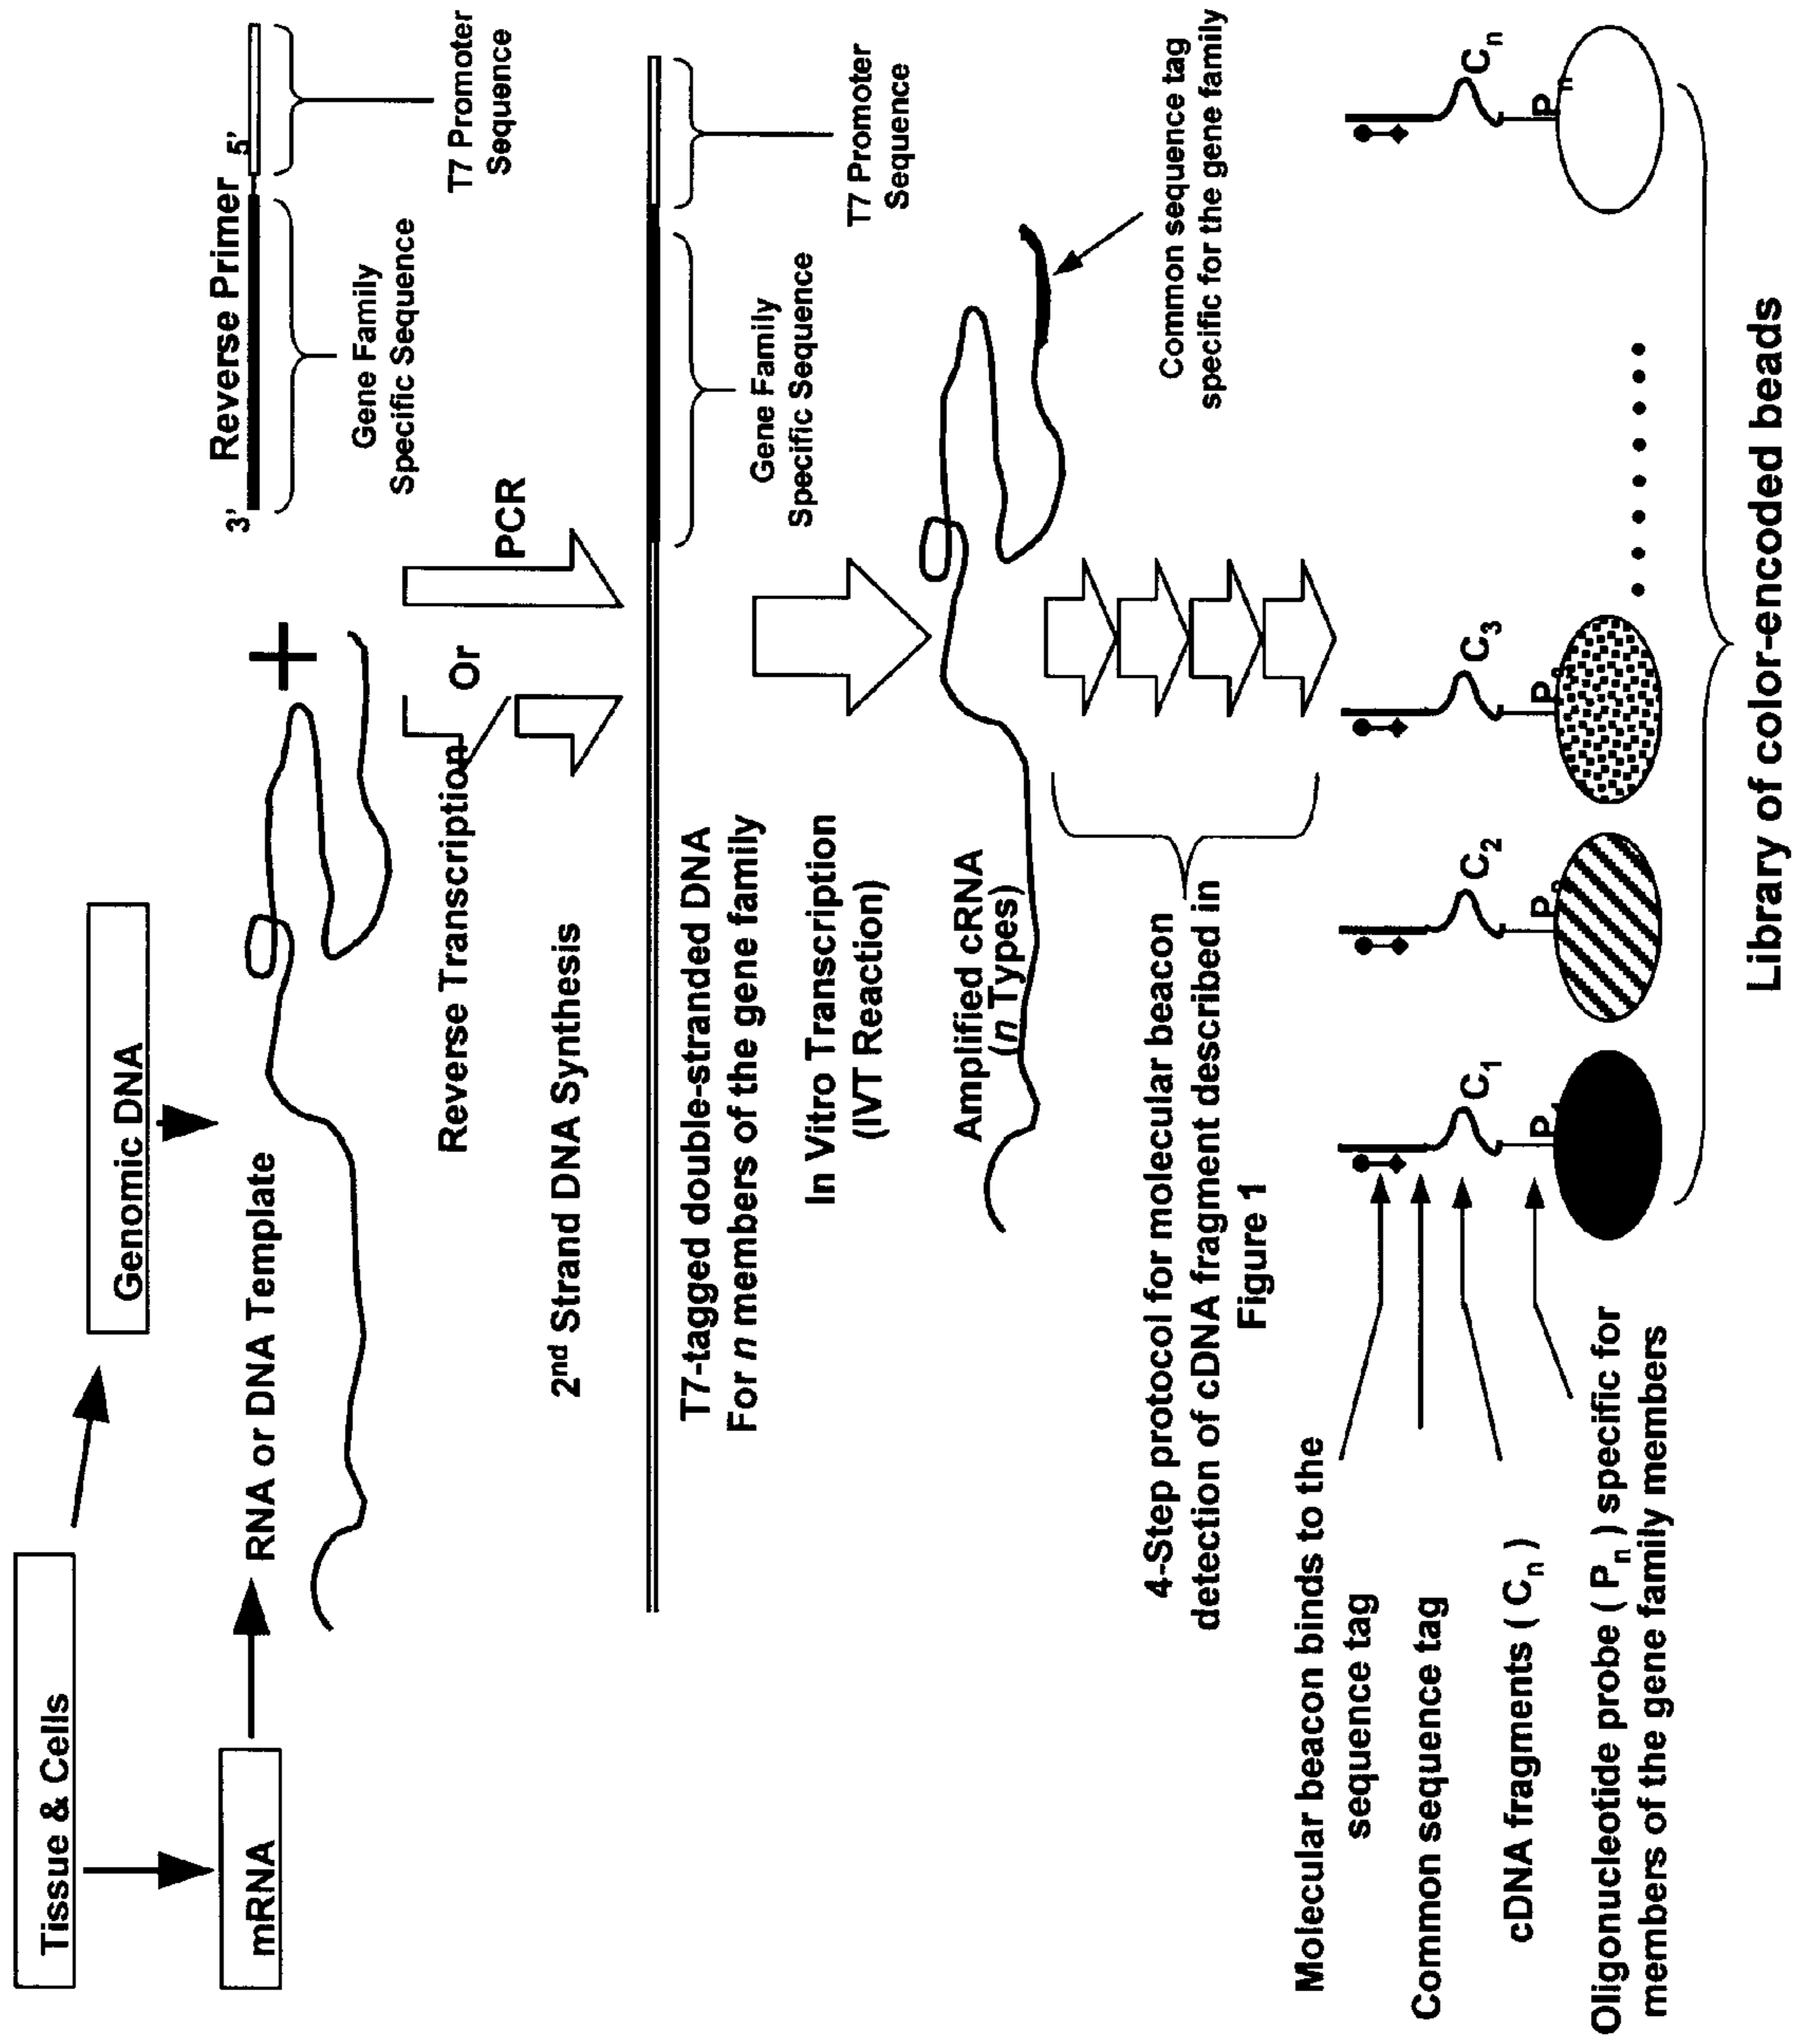 Tissue & Cells
Genomic DNA
mRNA
RNA or DNA Template
+
Reverse Primer
3'
5'
Gene Family
Specific Sequence
T7 Promoter
Sequence
Reverse Transcription
Or
PCR
2nd Strand DNA Synthesis
T7-tagged double-stranded DNA
For n members of the gene family
Gene Family
Specific Sequence
T7 Promoter
Sequence
In Vitro Transcription
(IVT Reaction)
Amplified cRNA
(n Types)
Common sequence tag
specific for the gene family
4-Step protocol for molecular beacon
detection of cDNA fragment described in
Figure 1
Molecular beacon binds to the
sequence tag
Common sequence tag
cDNA fragments ( Cn )
Oligonucleotide probe ( Pn ) specific for
members of the gene family members
C1
C2
C3
Cn
P
P
P
Pn
Library of color-encoded beads